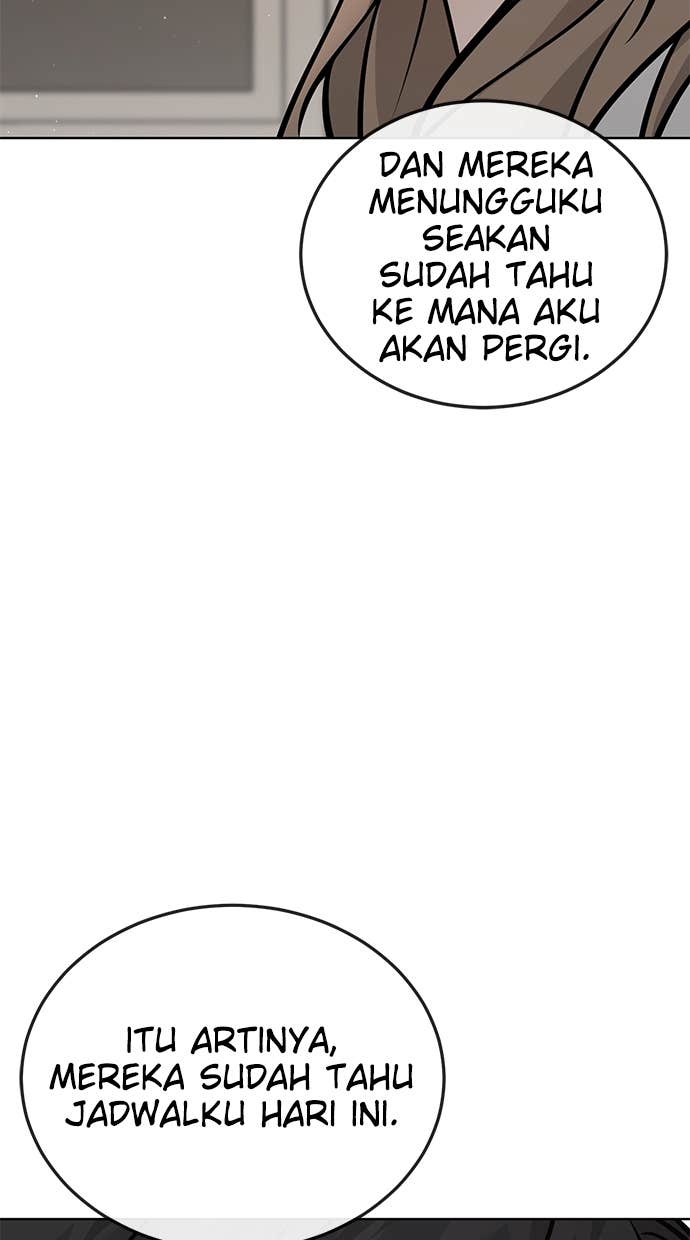 DAN MEREKA
MENUNGGUKU
SEAKAN
SUDAH TAHU
KE MANA AKU
AKAN PERGI.
ITU ARTINYA,
MEREKA SUDAH TAHU
JADWALKU HARI INI.